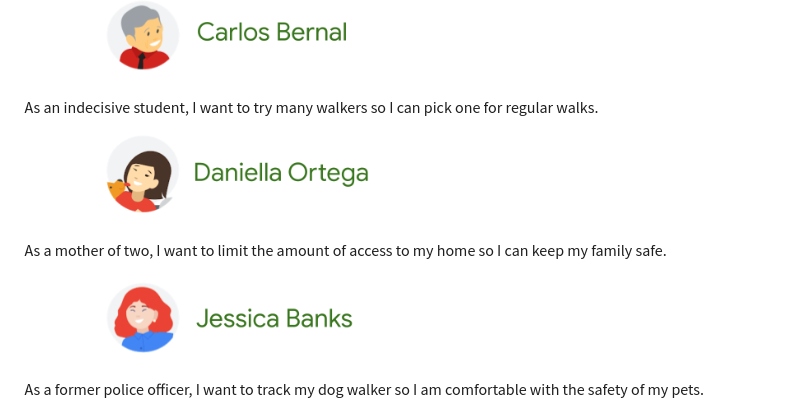 Carlos Bernal
As an indecisive student, I want to try many walkers so I can pick one for regular walks.
Daniella Ortega
As a mother of two, I want to limit the amount of access to my home so I can keep my family safe.
Jessica Banks
As a former police officer, I want to track my dog walker so I am comfortable with the safety of my pets.